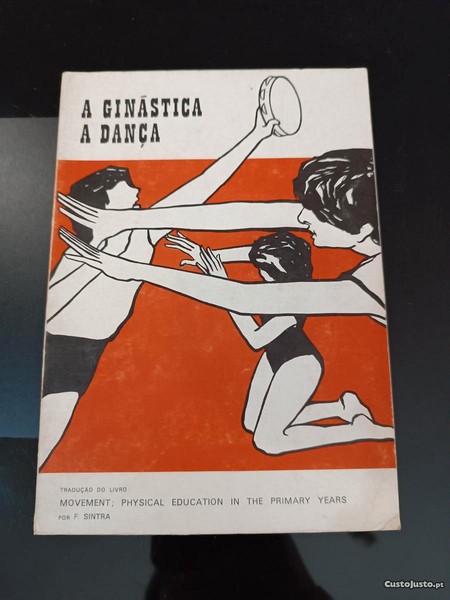 A GINÁSTICA
A DANÇA
TRADUÇÃO DO LIVRO
MOVEMENT; PHYSICAL EDUCATION IN THE PRIMARY YEARS
POR F. SINTRA
CustoJusto.pt